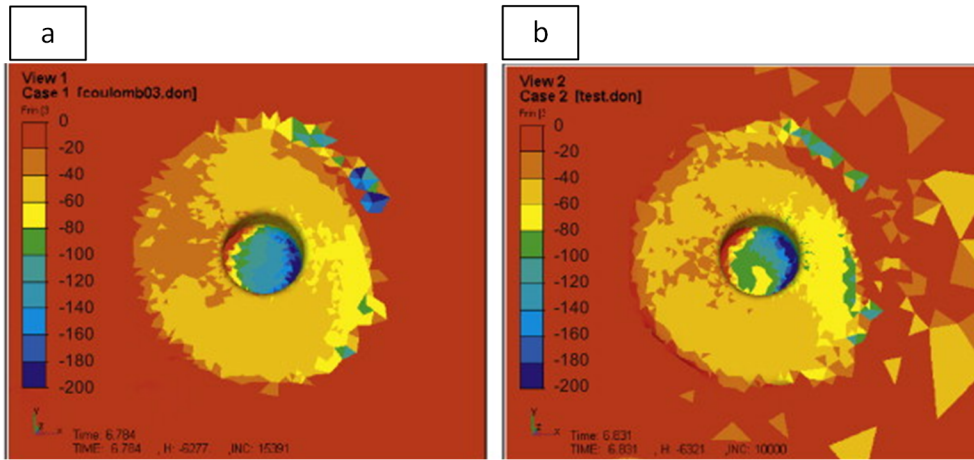 a
b
View 1
Case 1 [coulomb03.don]
0
-20
-40
-60
-80
-100
-120
-140
-160
-180
-200
Y
Z
X
Time: 6.784
TIME: 6.784 , H: -6277 ,INC: 15391
View 2
Case 2 [test.don]
0
-20
-40
-60
-80
-100
-120
-140
-160
-180
-200
Y
Z
X
Time: 6.831
TIME: 6.831 , H: -6321 ,INC: 10000